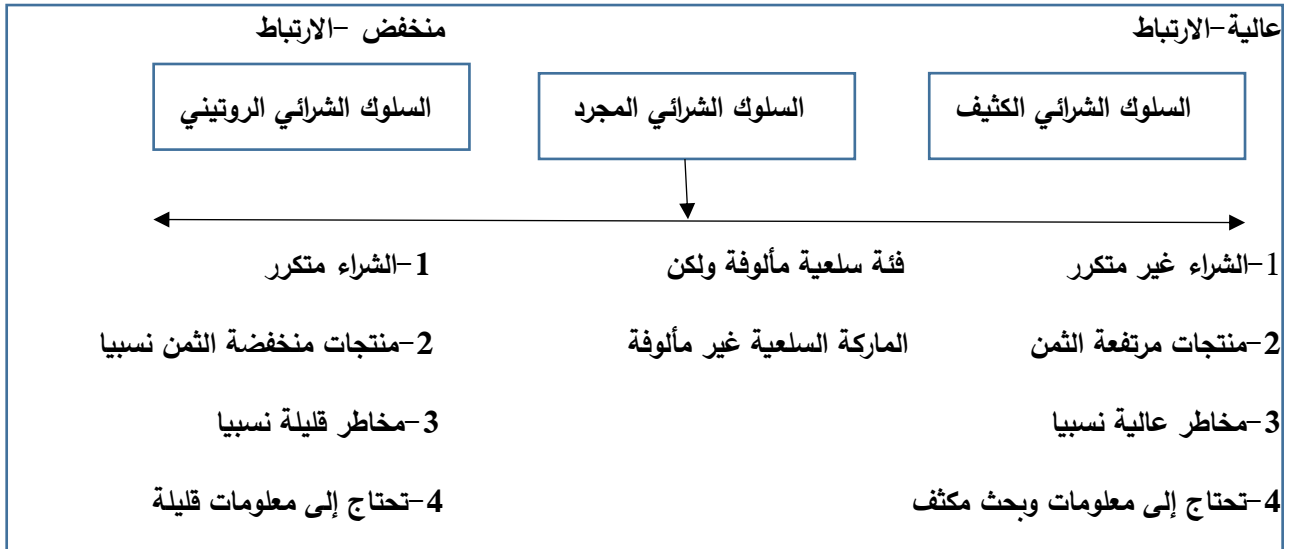 عالية-الارتباط منخفض -الارتباط
السلوك الشرائي الكثيف السلوك الشرائي المجرد السلوك الشرائي الروتيني
1-الشراء غير متكرر فئة سلعية مألوفة ولكن 1-الشراء متكرر
2-منتجات مرتفعة الثمن الماركة السلعية غير مألوفة 2-منتجات منخفضة الثمن نسبيا
3-مخاطر عالية نسبيا 3-مخاطر قليلة نسبيا
4-تحتاج إلى معلومات وبحث مكثف 4-تحتاج إلى معلومات قليلة